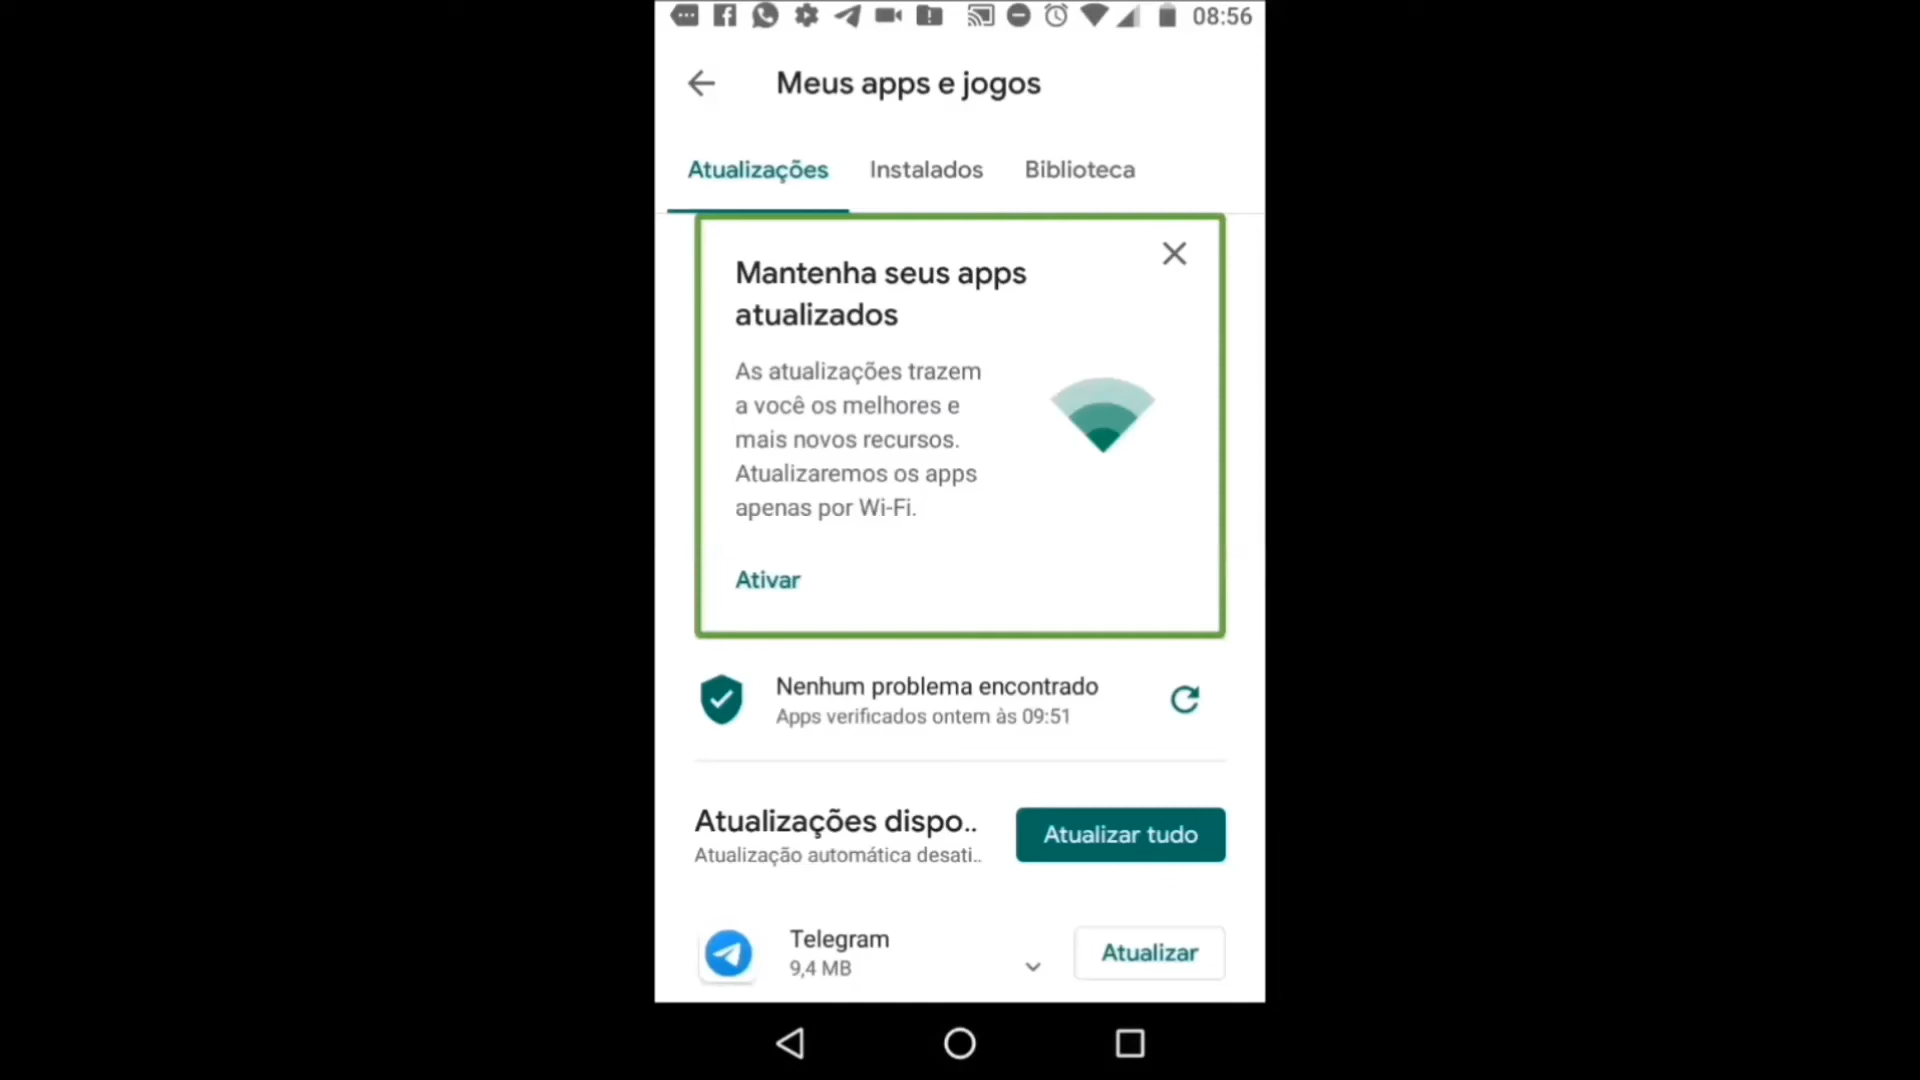 08:56
Meus apps e jogos
Atualizações Instalados Biblioteca
Mantenha seus apps
atualizados
As atualizações trazem
a você os melhores e
mais novos recursos.
Atualizaremos os apps
apenas por Wi-Fi.
Ativar
Nenhum problema encontrado
Apps verificados ontem às 09:51
Atualizações dispo..
Atualizar tudo
Atualização automática desati..
Telegram
9,4 MB
Atualizar